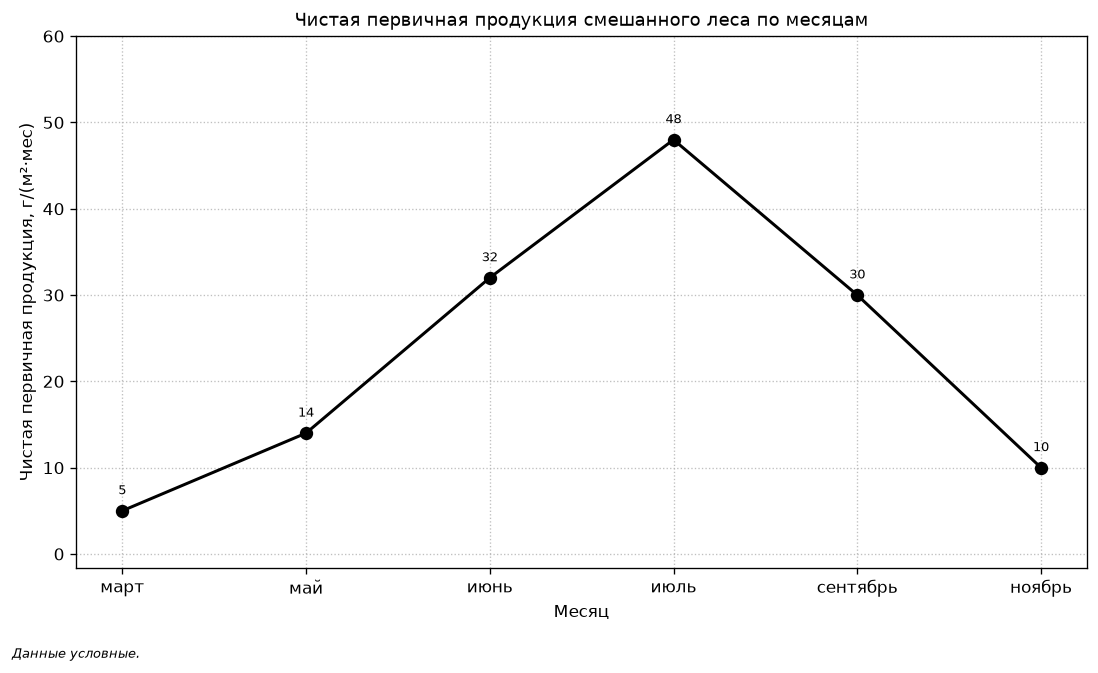 Чистая первичная продукция смешанного леса по месяцам
Чистая первичная продукция, г/(м²·мес)
60
50
40
30
20
10
0
5
14
32
48
30
10
март май июнь июль сентябрь ноябрь
Месяц
Данные условные.